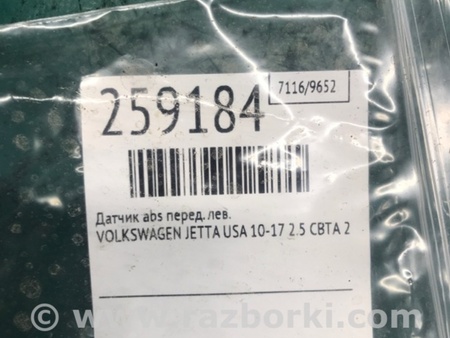 7116/9652
259184
Датчик abs перед. лев.
VOLKSWAGEN JETTA USA 10-17 2.5 CBTA 2
© www.razborki.com